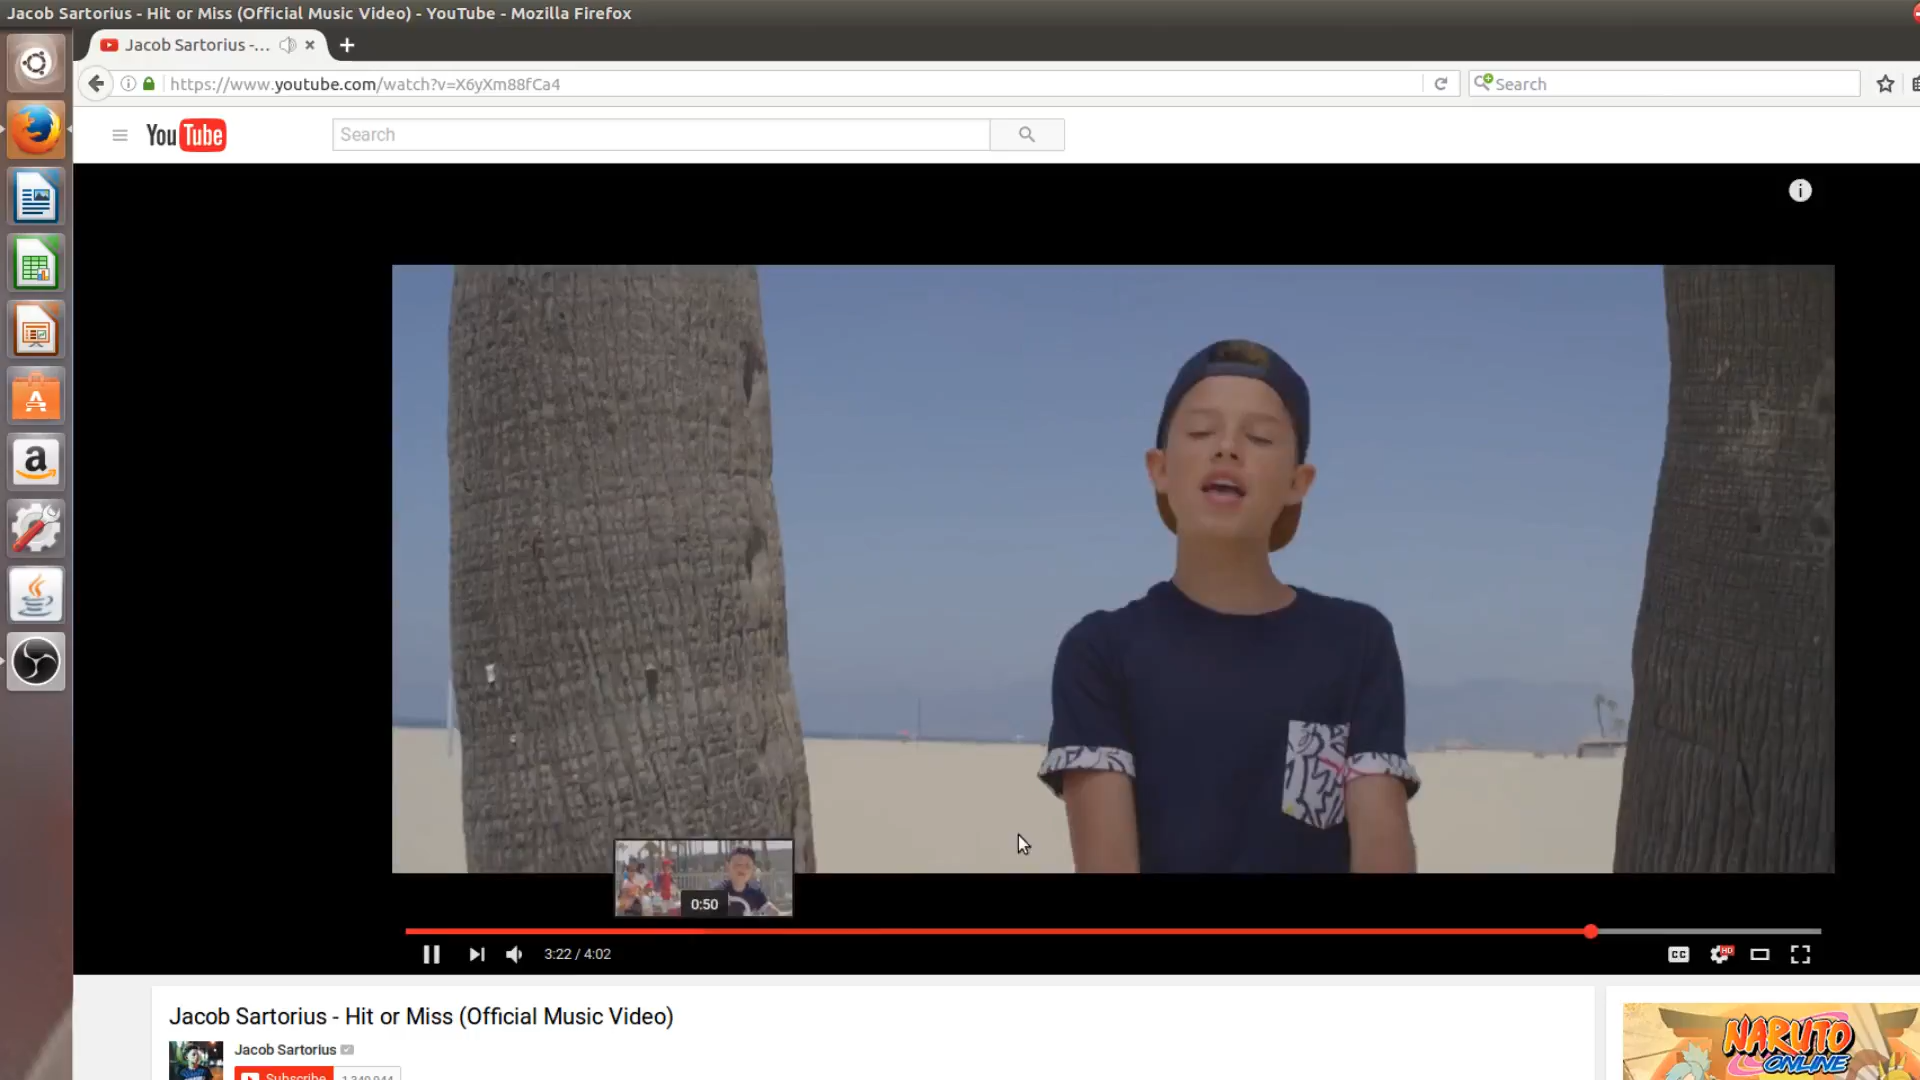 Jacob Sartorius - Hit or Miss (Official Music Video) - YouTube - Mozilla Firefox
Jacob Sartorius -...
https://www.youtube.com/watch?v=X6yXm88fCa4
Search
YouTube
Search
i
0:50
3:22 / 4:02
CC
HD
Jacob Sartorius - Hit or Miss (Official Music Video)
Jacob Sartorius
Subscribe
NARUTO
ONLINE